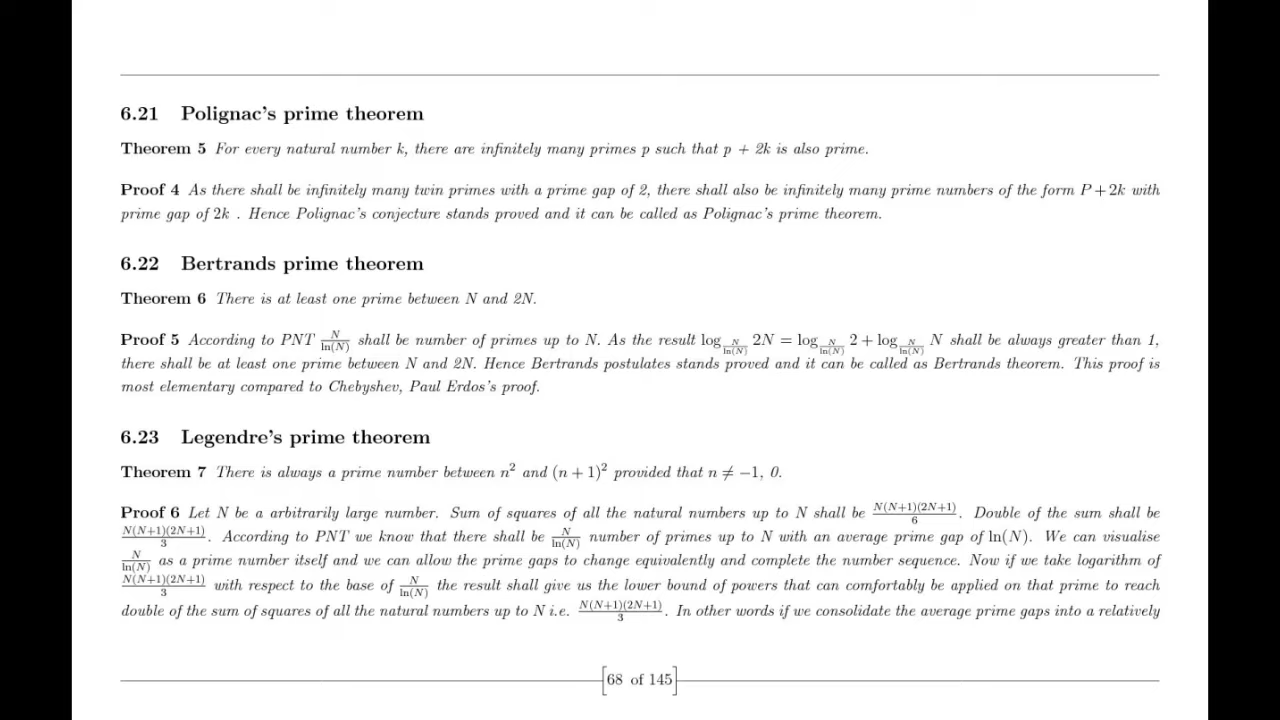 6.21 Polignac's prime theorem
Theorem 5 For every natural number k, there are infinitely many primes p such that p + 2k is also prime.
Proof 4 As there shall be infinitely many twin primes with a prime gap of 2, there shall also be infinitely many prime numbers of the form P + 2k with
prime gap of 2k . Hence Polignac's conjecture stands proved and it can be called as Polignac's prime theorem.
6.22 Bertrands prime theorem
Theorem 6 There is at least one prime between N and 2N.
Proof 5 According to PNT \frac{N}{\ln(N)} shall be number of primes up to N. As the result \log_{\frac{N}{\ln(N)}} 2N = \log_{\frac{N}{\ln(N)}} 2 + \log_{\frac{N}{\ln(N)}} N shall be always greater than 1,
there shall be at least one prime between N and 2N. Hence Bertrands postulates stands proved and it can be called as Bertrands theorem. This proof is
most elementary compared to Chebyshev, Paul Erdos's proof.
6.23 Legendre's prime theorem
Theorem 7 There is always a prime number between n² and (n + 1)² provided that n ≠ −1, 0.
Proof 6 Let N be a arbitrarily large number. Sum of squares of all the natural numbers up to N shall be \frac{N(N+1)(2N+1)}{6}. Double of the sum shall be
\frac{N(N+1)(2N+1)}{3}. According to PNT we know that there shall be \frac{N}{\ln(N)} number of primes up to N with an average prime gap of ln(N). We can visualise
\frac{N}{\ln(N)} as a prime number itself and we can allow the prime gaps to change equivalently and complete the number sequence. Now if we take logarithm of
\frac{N(N+1)(2N+1)}{3} with respect to the base of \frac{N}{\ln(N)} the result shall give us the lower bound of powers that can comfortably be applied on that prime to reach
double of the sum of squares of all the natural numbers up to N i.e. \frac{N(N+1)(2N+1)}{3}. In other words if we consolidate the average prime gaps into a relatively
[68 of 145]